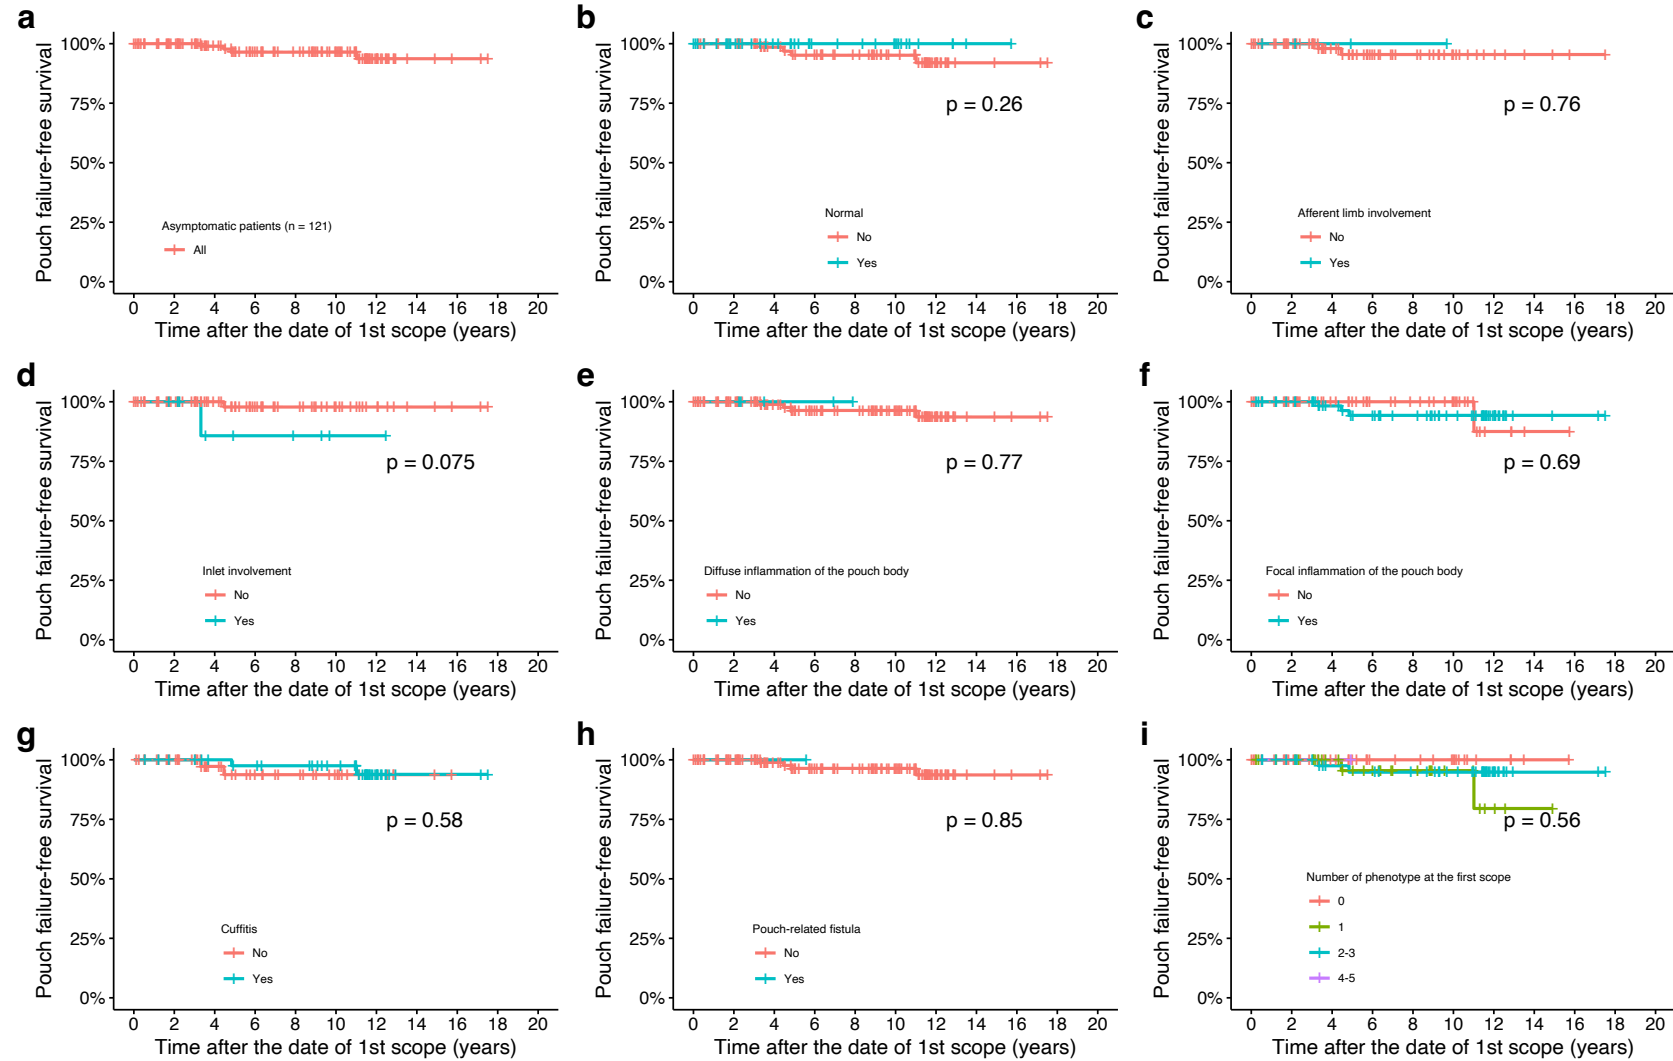 a
Pouch failure-free survival
100%
75%
50%
25%
0%
Asymptomatic patients (n = 121)
All
0 2 4 6 8 10 12 14 16 18 20
Time after the date of 1st scope (years)
b
Pouch failure-free survival
100%
75%
50%
25%
0%
p = 0.26
Normal
No
Yes
0 2 4 6 8 10 12 14 16 18 20
Time after the date of 1st scope (years)
c
Pouch failure-free survival
100%
75%
50%
25%
0%
p = 0.76
Afferent limb involvement
No
Yes
0 2 4 6 8 10 12 14 16 18 20
Time after the date of 1st scope (years)
d
Pouch failure-free survival
100%
75%
50%
25%
0%
p = 0.075
Inlet involvement
No
Yes
0 2 4 6 8 10 12 14 16 18 20
Time after the date of 1st scope (years)
e
Pouch failure-free survival
100%
75%
50%
25%
0%
p = 0.77
Diffuse inflammation of the pouch body
No
Yes
0 2 4 6 8 10 12 14 16 18 20
Time after the date of 1st scope (years)
f
Pouch failure-free survival
100%
75%
50%
25%
0%
p = 0.69
Focal inflammation of the pouch body
No
Yes
0 2 4 6 8 10 12 14 16 18 20
Time after the date of 1st scope (years)
g
Pouch failure-free survival
100%
75%
50%
25%
0%
p = 0.58
Cuffitis
No
Yes
0 2 4 6 8 10 12 14 16 18 20
Time after the date of 1st scope (years)
h
Pouch failure-free survival
100%
75%
50%
25%
0%
p = 0.85
Pouch-related fistula
No
Yes
0 2 4 6 8 10 12 14 16 18 20
Time after the date of 1st scope (years)
i
Pouch failure-free survival
100%
75%
50%
25%
0%
p = 0.56
Number of phenotype at the first scope
0
1
2-3
4-5
0 2 4 6 8 10 12 14 16 18 20
Time after the date of 1st scope (years)